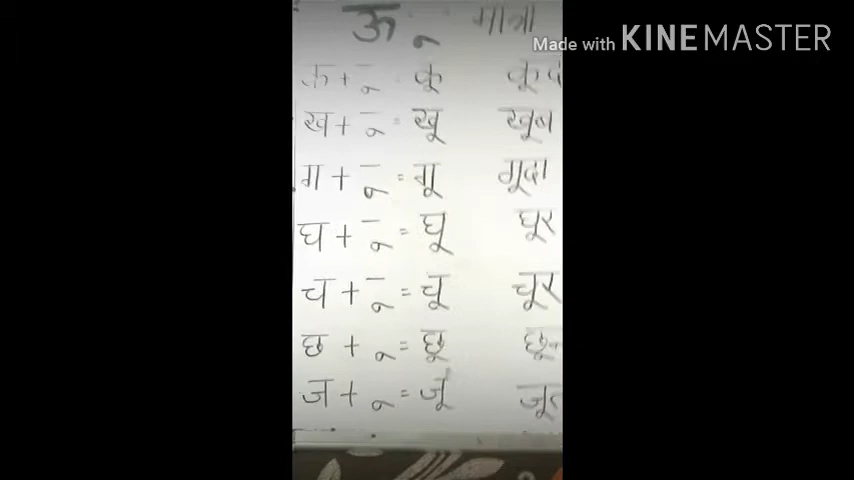 ऊ ू मात्रा
Made with KINEMASTER
क + ू कू
ख + ू = खू खूब
ग + ू = गू गूदा
घ + ू = घू घूर
च + ू = चू चूर
छ + ू = छू
ज + ू = जू